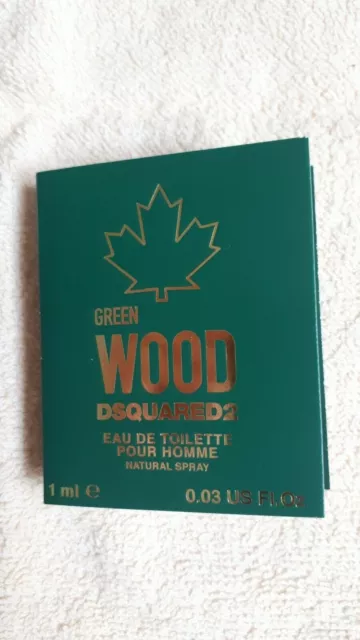 GREEN
WOOD
DSQUARED2
EAU DE TOILETTE
POUR HOMME
NATURAL SPRAY
1 ml e 0.03 US Fl.Oz